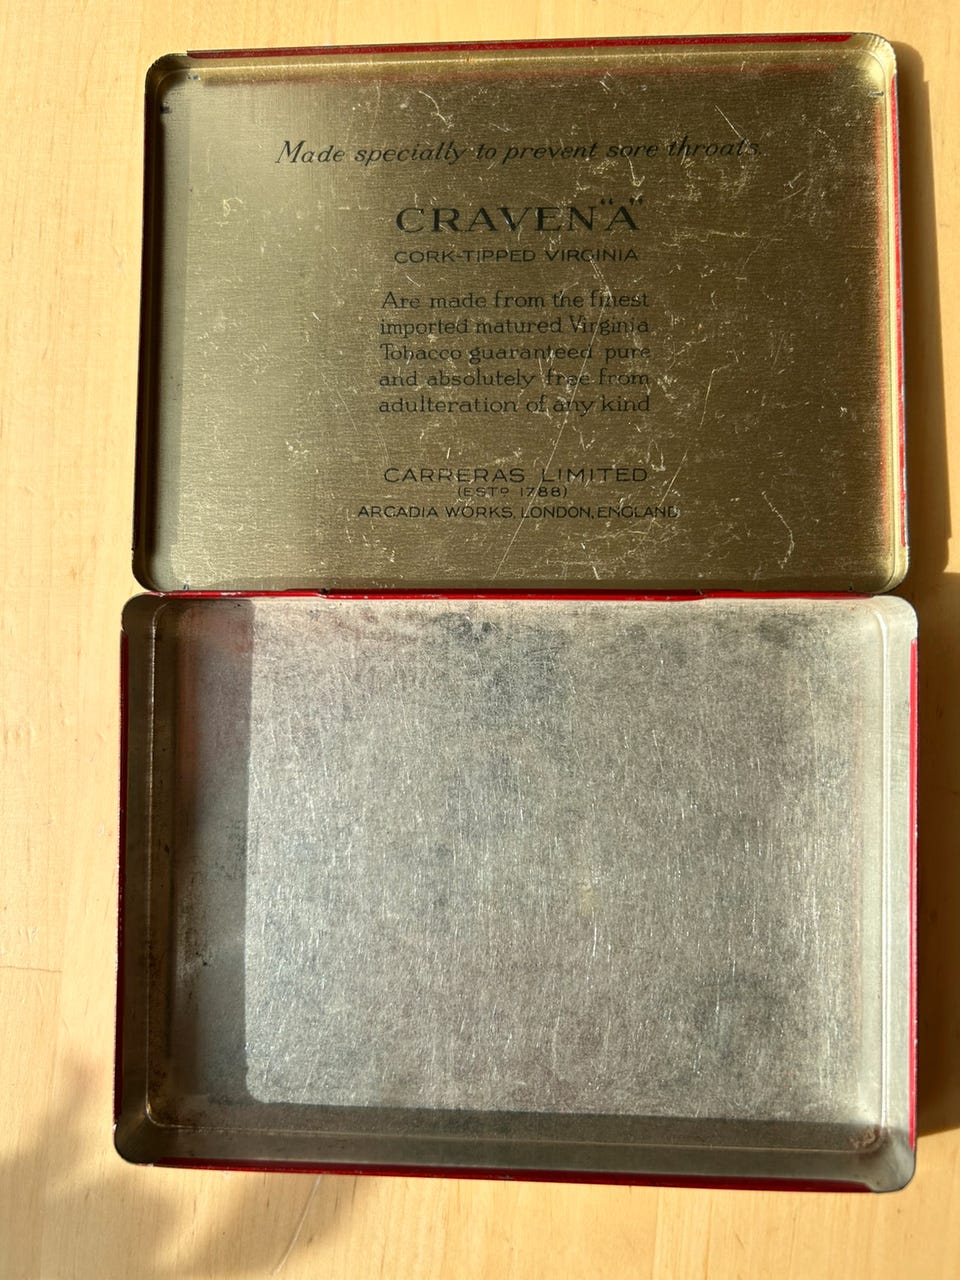 Made specially to prevent sore throats.
CRAVEN "A"
CORK-TIPPED VIRGINIA
Are made from the finest
imported matured Virginia
Tobacco guaranteed pure
and absolutely free from
adulteration of any kind
CARRERAS LIMITED
(ESTD 1788)
ARCADIA WORKS, LONDON, ENGLAND